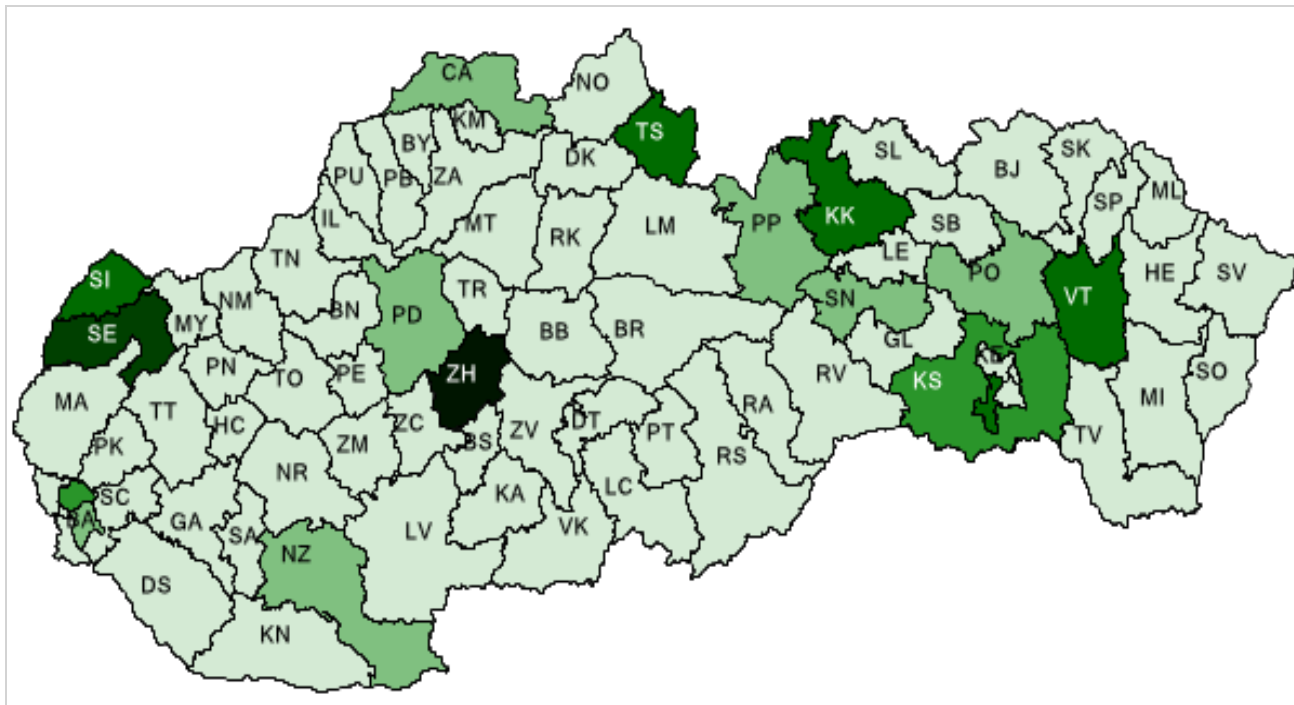 CA
NO
KM
TS
BY
DK
SL
SK
BJ
PU
PB
ZA
ML
SP
KK
IL
MT
PP
SB
RK
LM
LE
TN
PO
HE
SV
SI
SN
VT
NM
BN
TR
PD
MY
SE
BB
BR
GL
KE
PN
TO
PE
ZH
RV
KS
SO
MA
TT
RA
MI
HC
ZC
DT
PT
PK
ZM
BS
ZV
TV
RS
NR
SC
KA
LC
BA
GA
SA
LV
VK
NZ
DS
KN